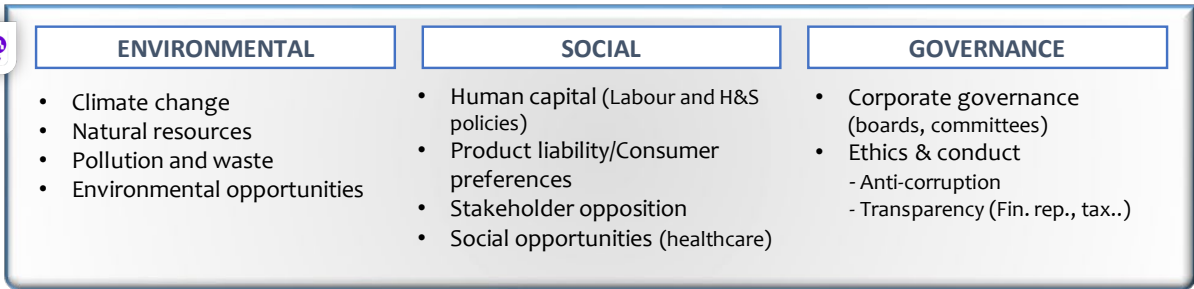 ENVIRONMENTAL
• Climate change
• Natural resources
• Pollution and waste
• Environmental opportunities
SOCIAL
• Human capital (Labour and H&S
policies)
• Product liability/Consumer
preferences
• Stakeholder opposition
• Social opportunities (healthcare)
GOVERNANCE
• Corporate governance
(boards, committees)
• Ethics & conduct
- Anti-corruption
- Transparency (Fin. rep., tax..)